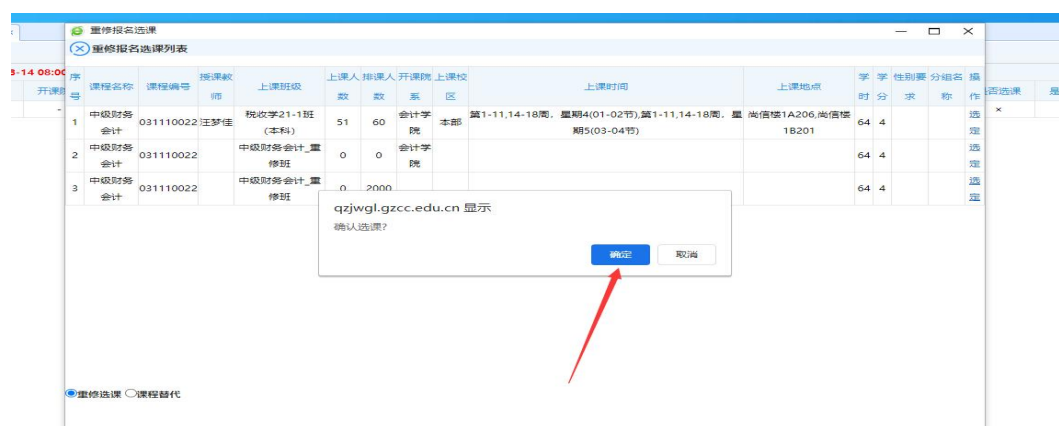 重修报名选课
重修报名选课列表
-14 08:00
开课院
-
序号 课程名称 课程编号 授课教师 上课班级 上课人数 排课人数 开课院系 上课校区 上课时间 上课地点 学时 学分 性别要求 分组名称 操作
否选课
是
×
1 中级财务会计 031110022 汪梦佳 税收学21-1班(本科) 51 60 会计学院 本部 第1-11,14-18周，星期4(01-02节),第1-11,14-18周，星期5(03-04节) 尚信楼1A206,尚信楼1B201 64 4 选定
2 中级财务会计 031110022 中级财务会计_重修班 0 0 会计学院 64 4 选定
3 中级财务会计 031110022 中级财务会计_重修班 0 2000 64 4 选定
qzjwgl.gzcc.edu.cn 显示
确认选课?
确定 取消
重修选课 课程替代